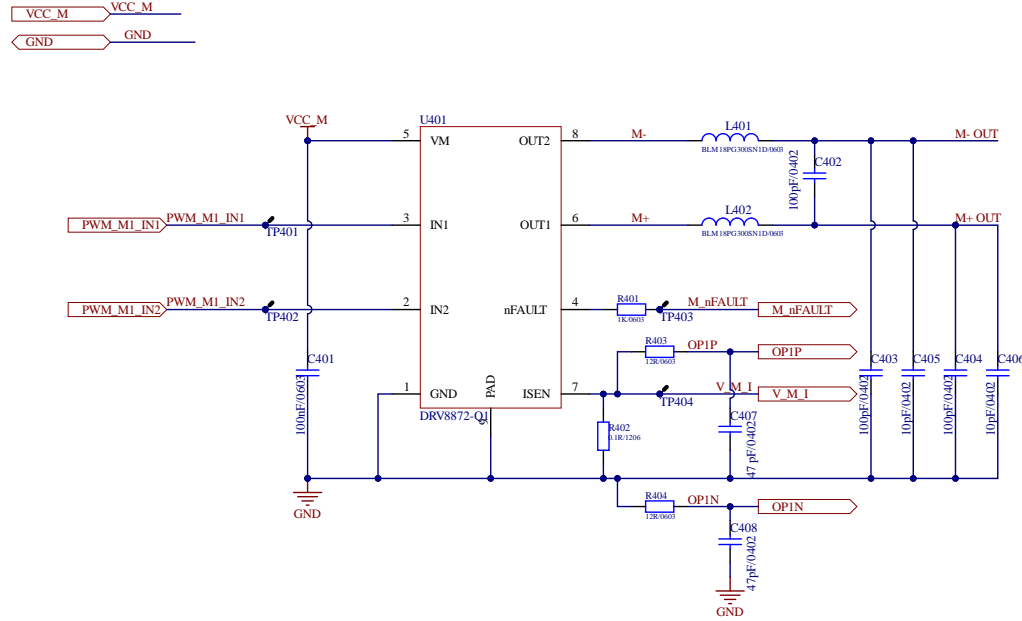 VCC_M VCC_M
GND GND
VCC_M
U401
5 VM OUT2 8 M- L401 M- OUT
BLM18PG300SN1D/0603
C402
100pF/0402
PWM_M1_IN1 PWM_M1_IN1 3 IN1 OUT1 6 M+ L402 M+ OUT
TP401
BLM18PG300SN1D/0603
PWM_M1_IN2 PWM_M1_IN2 2 IN2 nFAULT 4 R401 M_nFAULT M_nFAULT
TP402
1K/0603
TP403
R403 OP1P OP1P
12R/0603
C401
100nF/0603
C403
100pF/0402
C405
10pF/0402
C404
100pF/0402
C406
10pF/0402
1 GND PAD ISEN 7 V_M_I V_M_I
TP404
DRV8872-Q1
9
R402
0.1R/1206
C407
47 pF/0402
GND
R404 OP1N OP1N
12R/0603
C408
47pF/0402
GND